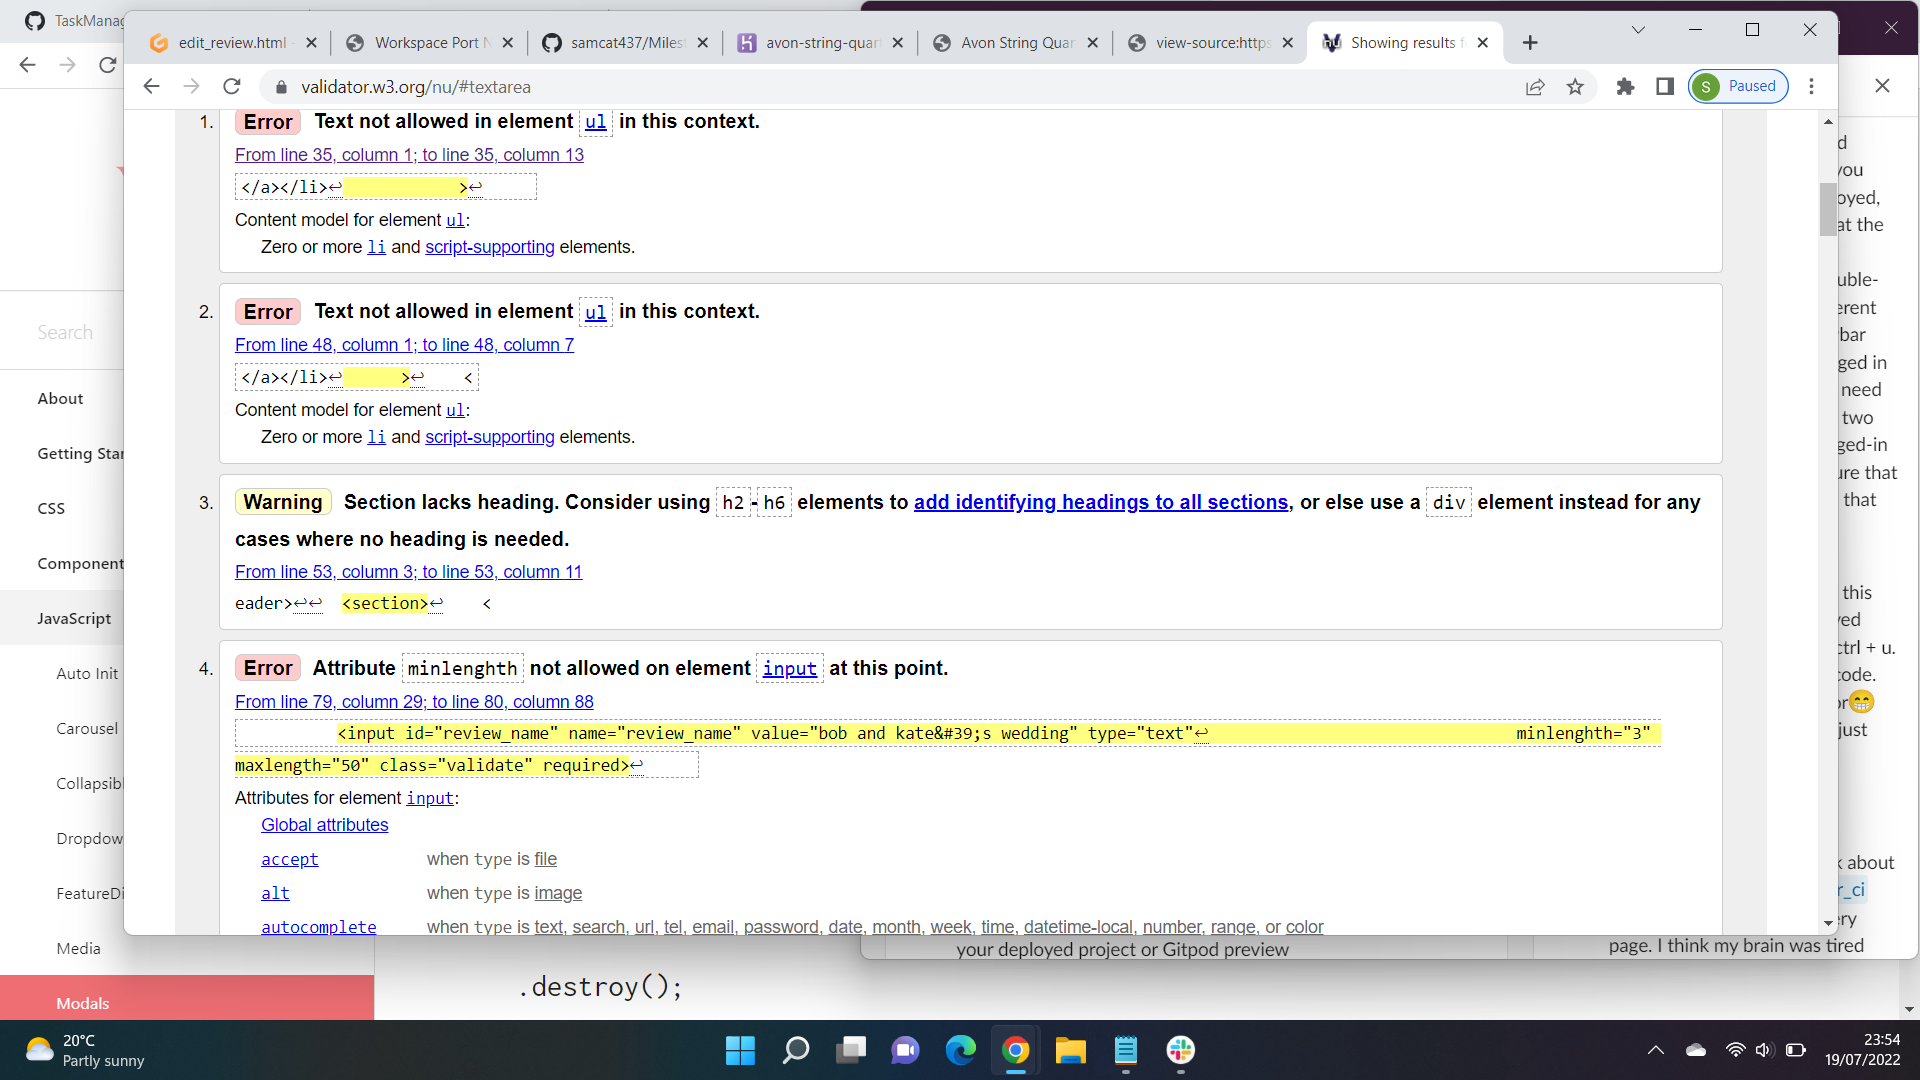 TaskManag
edit_review.html
Workspace Port N
samcat437/Miles
avon-string-quar
Avon String Quar
view-source:https
Showing results f
validator.w3.org/nu/#textarea
S Paused
1. Error Text not allowed in element ul in this context.
From line 35, column 1; to line 35, column 13
</a></li>↩ >↩
Content model for element ul:
Zero or more li and script-supporting elements.
2. Error Text not allowed in element ul in this context.
From line 48, column 1; to line 48, column 7
</a></li>↩ >↩ <
Content model for element ul:
Zero or more li and script-supporting elements.
3. Warning Section lacks heading. Consider using h2-h6 elements to add identifying headings to all sections, or else use a div element instead for any
cases where no heading is needed.
From line 53, column 3; to line 53, column 11
eader>↩↩ <section>↩ <
4. Error Attribute minlenghth not allowed on element input at this point.
From line 79, column 29; to line 80, column 88
<input id="review_name" name="review_name" value="bob and kate&#39;s wedding" type="text"↩ minlenghth="3"
maxlength="50" class="validate" required>↩
Attributes for element input:
Global attributes
accept when type is file
alt when type is image
autocomplete when type is text, search, url, tel, email, password, date, month, week, time, datetime-local, number, range, or color
Search
About
Getting Star
CSS
Component
JavaScript
Auto Init
Carousel
Collapsibl
Dropdow
FeatureDi
Media
Modals
.destroy();
d
you
oyed,
at the
uble-
erent
bar
ged in
need
two
ged-in
ure that
that
this
ed
ctrl + u.
code.
or😁
just
k about
r_ci
ery
page. I think my brain was tired
your deployed project or Gitpod preview
20°C
Partly sunny
23:54
19/07/2022